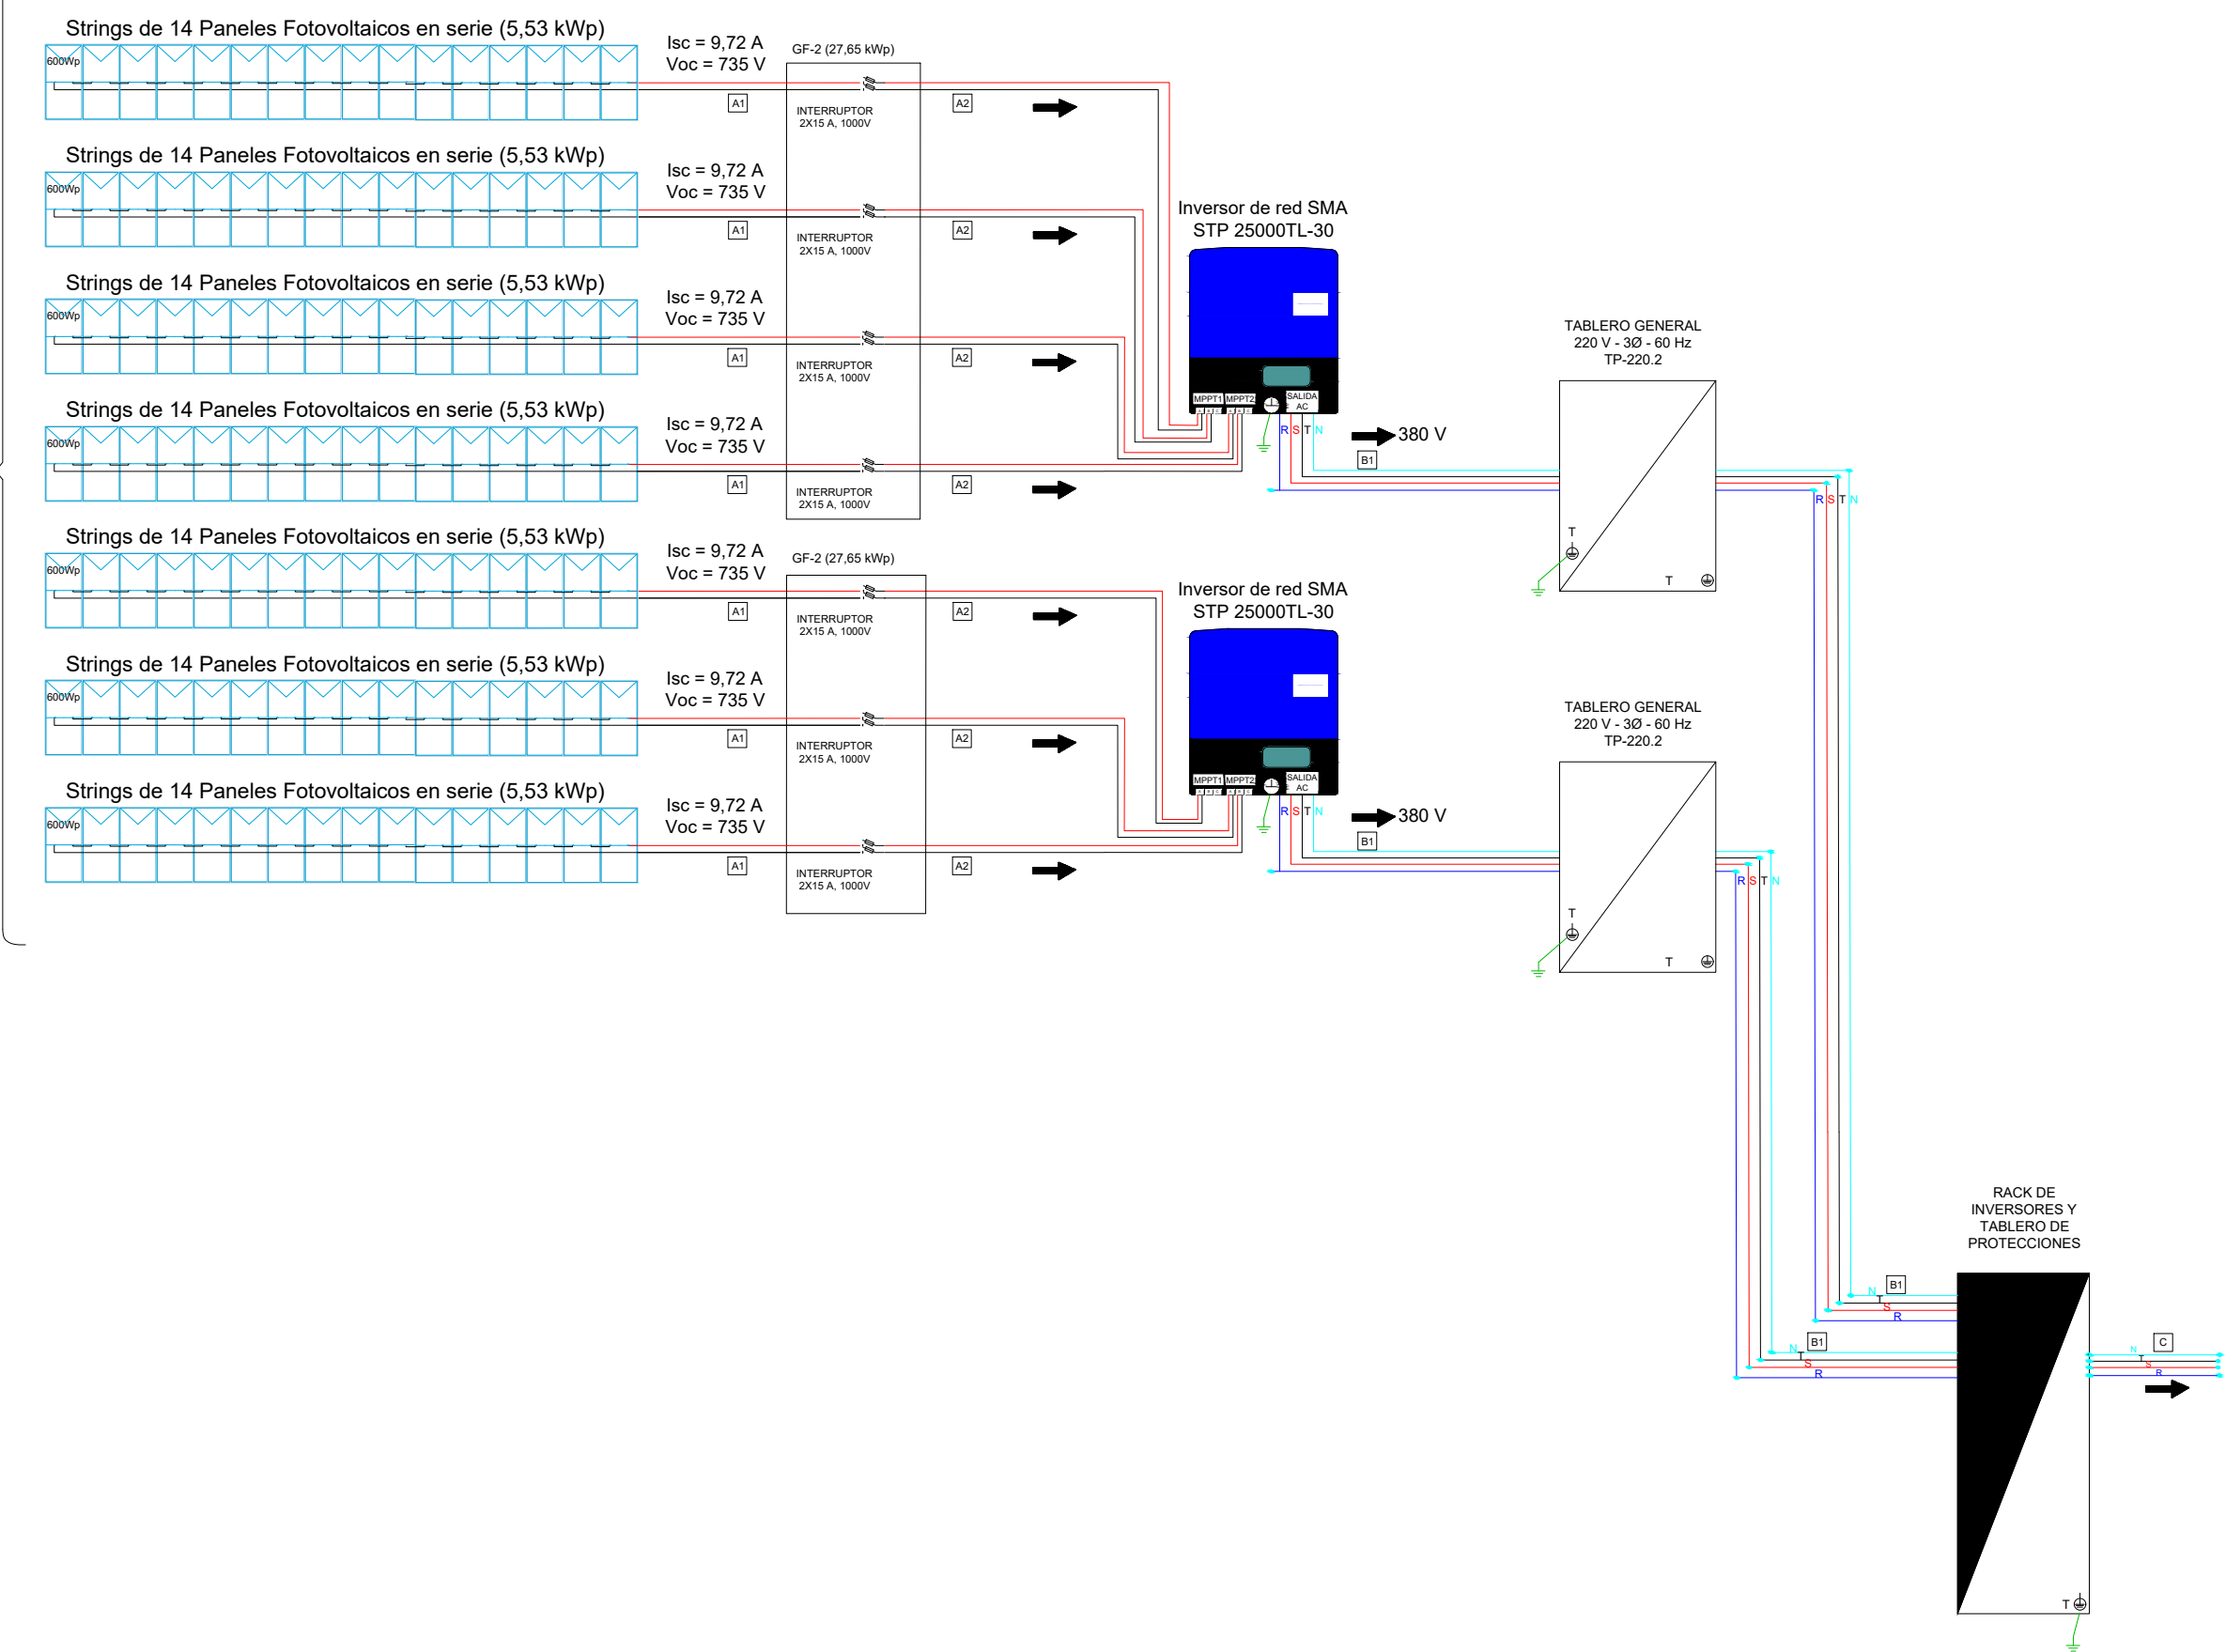 Strings de 14 Paneles Fotovoltaicos en serie (5,53 kWp)
600Wp
Isc = 9,72 A
Voc = 735 V
GF-2 (27,65 kWp)
A1
INTERRUPTOR
2X15 A, 1000V
A2
Strings de 14 Paneles Fotovoltaicos en serie (5,53 kWp)
600Wp
Isc = 9,72 A
Voc = 735 V
A1
INTERRUPTOR
2X15 A, 1000V
A2
Strings de 14 Paneles Fotovoltaicos en serie (5,53 kWp)
600Wp
Isc = 9,72 A
Voc = 735 V
A1
INTERRUPTOR
2X15 A, 1000V
A2
Strings de 14 Paneles Fotovoltaicos en serie (5,53 kWp)
600Wp
Isc = 9,72 A
Voc = 735 V
A1
INTERRUPTOR
2X15 A, 1000V
A2
Inversor de red SMA
STP 25000TL-30
MPPT1 MPPT2
SALIDA
AC
R S T N
380 V
B1
TABLERO GENERAL
220 V - 3Ø - 60 Hz
TP-220.2
T
T
R S T N
Strings de 14 Paneles Fotovoltaicos en serie (5,53 kWp)
600Wp
Isc = 9,72 A
Voc = 735 V
GF-2 (27,65 kWp)
A1
INTERRUPTOR
2X15 A, 1000V
A2
Strings de 14 Paneles Fotovoltaicos en serie (5,53 kWp)
600Wp
Isc = 9,72 A
Voc = 735 V
A1
INTERRUPTOR
2X15 A, 1000V
A2
Strings de 14 Paneles Fotovoltaicos en serie (5,53 kWp)
600Wp
Isc = 9,72 A
Voc = 735 V
A1
INTERRUPTOR
2X15 A, 1000V
A2
Inversor de red SMA
STP 25000TL-30
MPPT1 MPPT2
SALIDA
AC
R S T N
380 V
B1
TABLERO GENERAL
220 V - 3Ø - 60 Hz
TP-220.2
T
T
R S T N
RACK DE
INVERSORES Y
TABLERO DE
PROTECCIONES
B1
N
T
S
R
B1
N
T
S
R
C
N
T
S
R
T